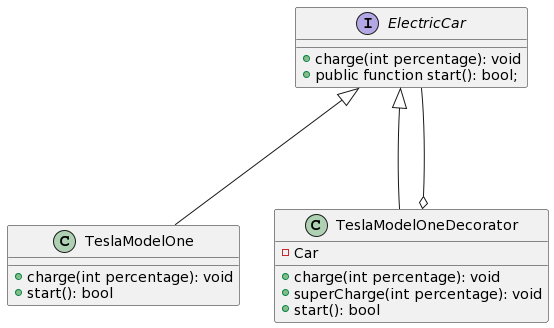 I ElectricCar
charge(int percentage): void
public function start(): bool;
C TeslaModelOne
charge(int percentage): void
start(): bool
C TeslaModelOneDecorator
Car
charge(int percentage): void
superCharge(int percentage): void
start(): bool